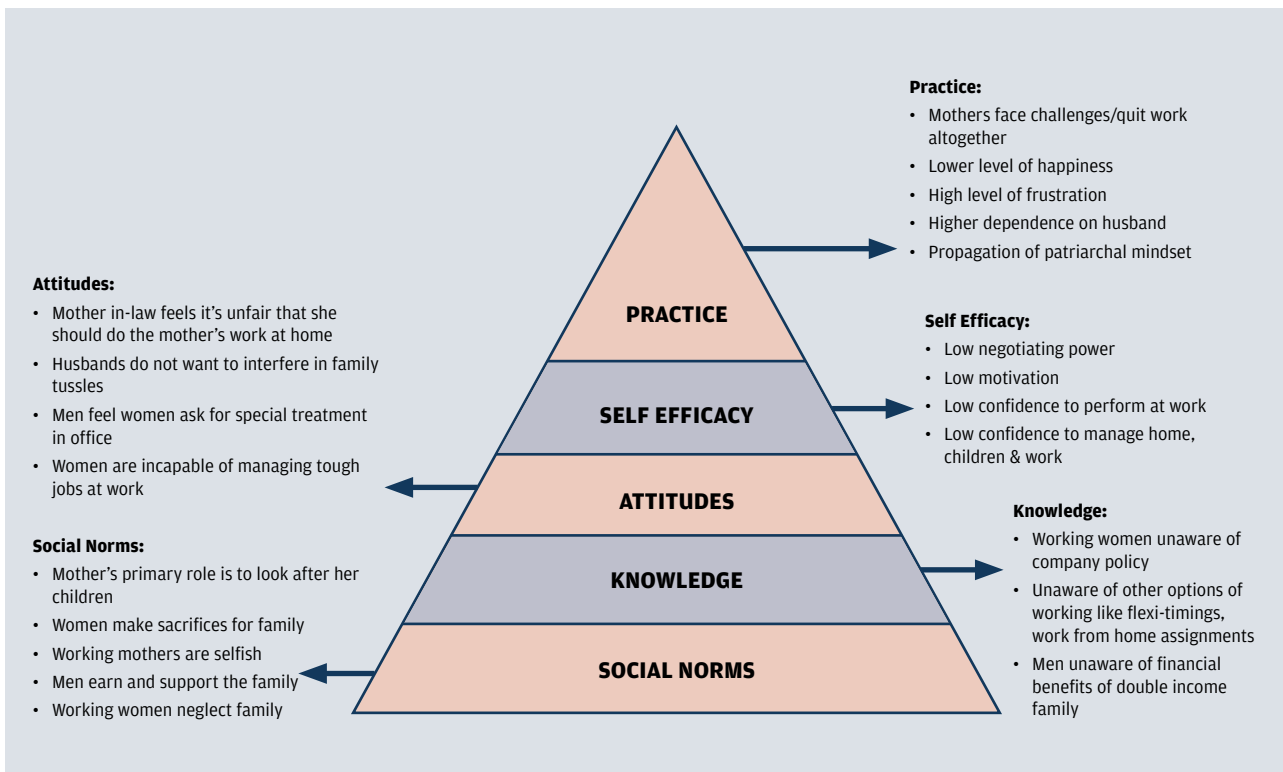 Practice:
• Mothers face challenges/quit work
altogether
• Lower level of happiness
• High level of frustration
• Higher dependence on husband
• Propagation of patriarchal mindset
Attitudes:
• Mother in-law feels it's unfair that she
should do the mother's work at home
• Husbands do not want to interfere in family
tussles
• Men feel women ask for special treatment
in office
• Women are incapable of managing tough
jobs at work
PRACTICE
Self Efficacy:
• Low negotiating power
• Low motivation
• Low confidence to perform at work
• Low confidence to manage home,
children & work
SELF EFFICACY
ATTITUDES
Social Norms:
• Mother's primary role is to look after her
children
• Women make sacrifices for family
• Working mothers are selfish
• Men earn and support the family
• Working women neglect family
KNOWLEDGE
Knowledge:
• Working women unaware of
company policy
• Unaware of other options of
working like flexi-timings,
work from home assignments
• Men unaware of financial
benefits of double income
family
SOCIAL NORMS